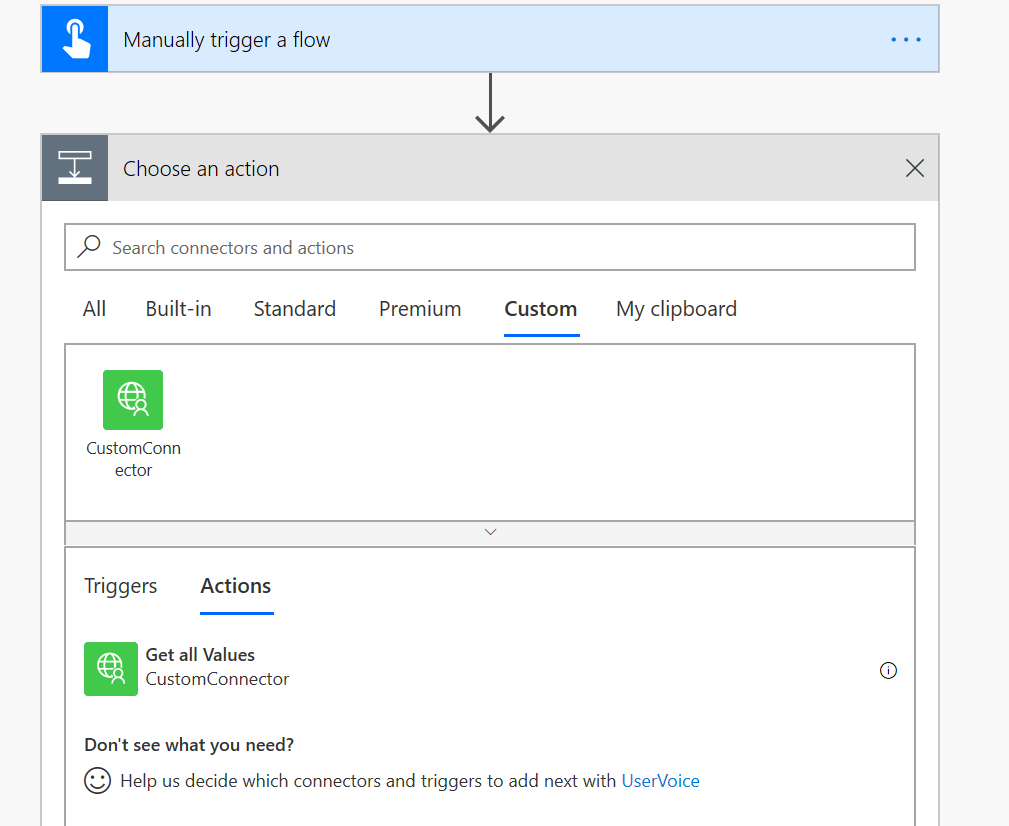 Manually trigger a flow
Choose an action
Search connectors and actions
All Built-in Standard Premium Custom My clipboard
CustomConn
ector
Triggers Actions
Get all Values
CustomConnector
Don't see what you need?
Help us decide which connectors and triggers to add next with UserVoice